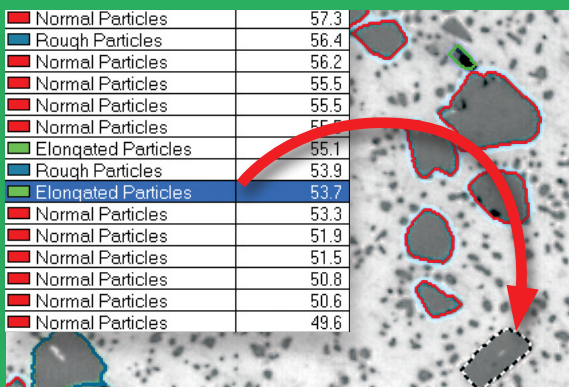 Normal Particles 57.3
Rough Particles 56.4
Normal Particles 56.2
Normal Particles 55.5
Normal Particles 55.5
Normal Particles
Elongated Particles 55.1
Rough Particles 53.9
Elongated Particles 53.7
Normal Particles 53.3
Normal Particles 51.9
Normal Particles 51.5
Normal Particles 50.8
Normal Particles 50.6
Normal Particles 49.6